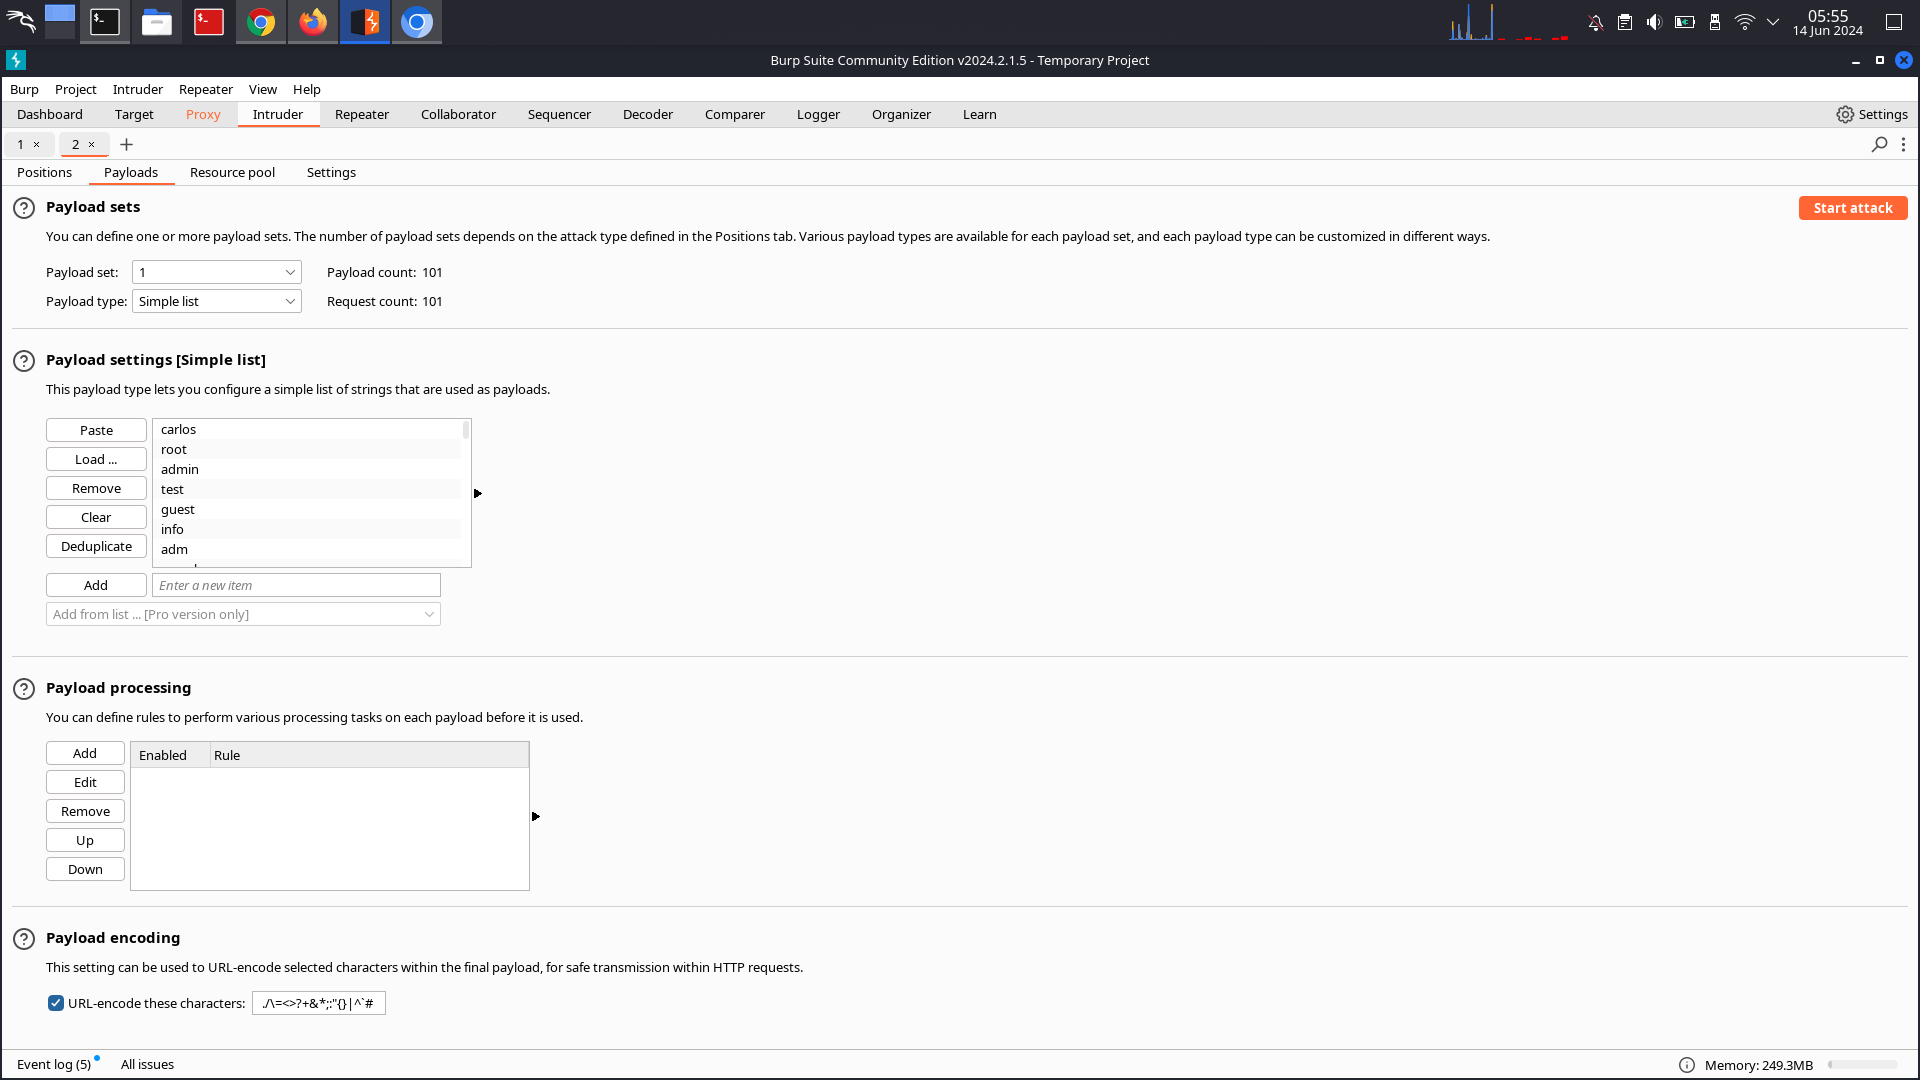 05:55
14 Jun 2024
Burp Suite Community Edition v2024.2.1.5 - Temporary Project
Burp Project Intruder Repeater View Help
Dashboard Target Proxy Intruder Repeater Collaborator Sequencer Decoder Comparer Logger Organizer Learn Settings
1 × 2 × +
Positions Payloads Resource pool Settings
? Payload sets Start attack
You can define one or more payload sets. The number of payload sets depends on the attack type defined in the Positions tab. Various payload types are available for each payload set, and each payload type can be customized in different ways.
Payload set: 1 Payload count: 101
Payload type: Simple list Request count: 101
? Payload settings [Simple list]
This payload type lets you configure a simple list of strings that are used as payloads.
Paste
Load ...
Remove
Clear
Deduplicate
carlos
root
admin
test
guest
info
adm
Add Enter a new item
Add from list ... [Pro version only]
? Payload processing
You can define rules to perform various processing tasks on each payload before it is used.
Add
Edit
Remove
Up
Down
Enabled Rule
? Payload encoding
This setting can be used to URL-encode selected characters within the final payload, for safe transmission within HTTP requests.
URL-encode these characters: ./\=<>?+&*;:"{}|^`#
Event log (5) All issues Memory: 249.3MB